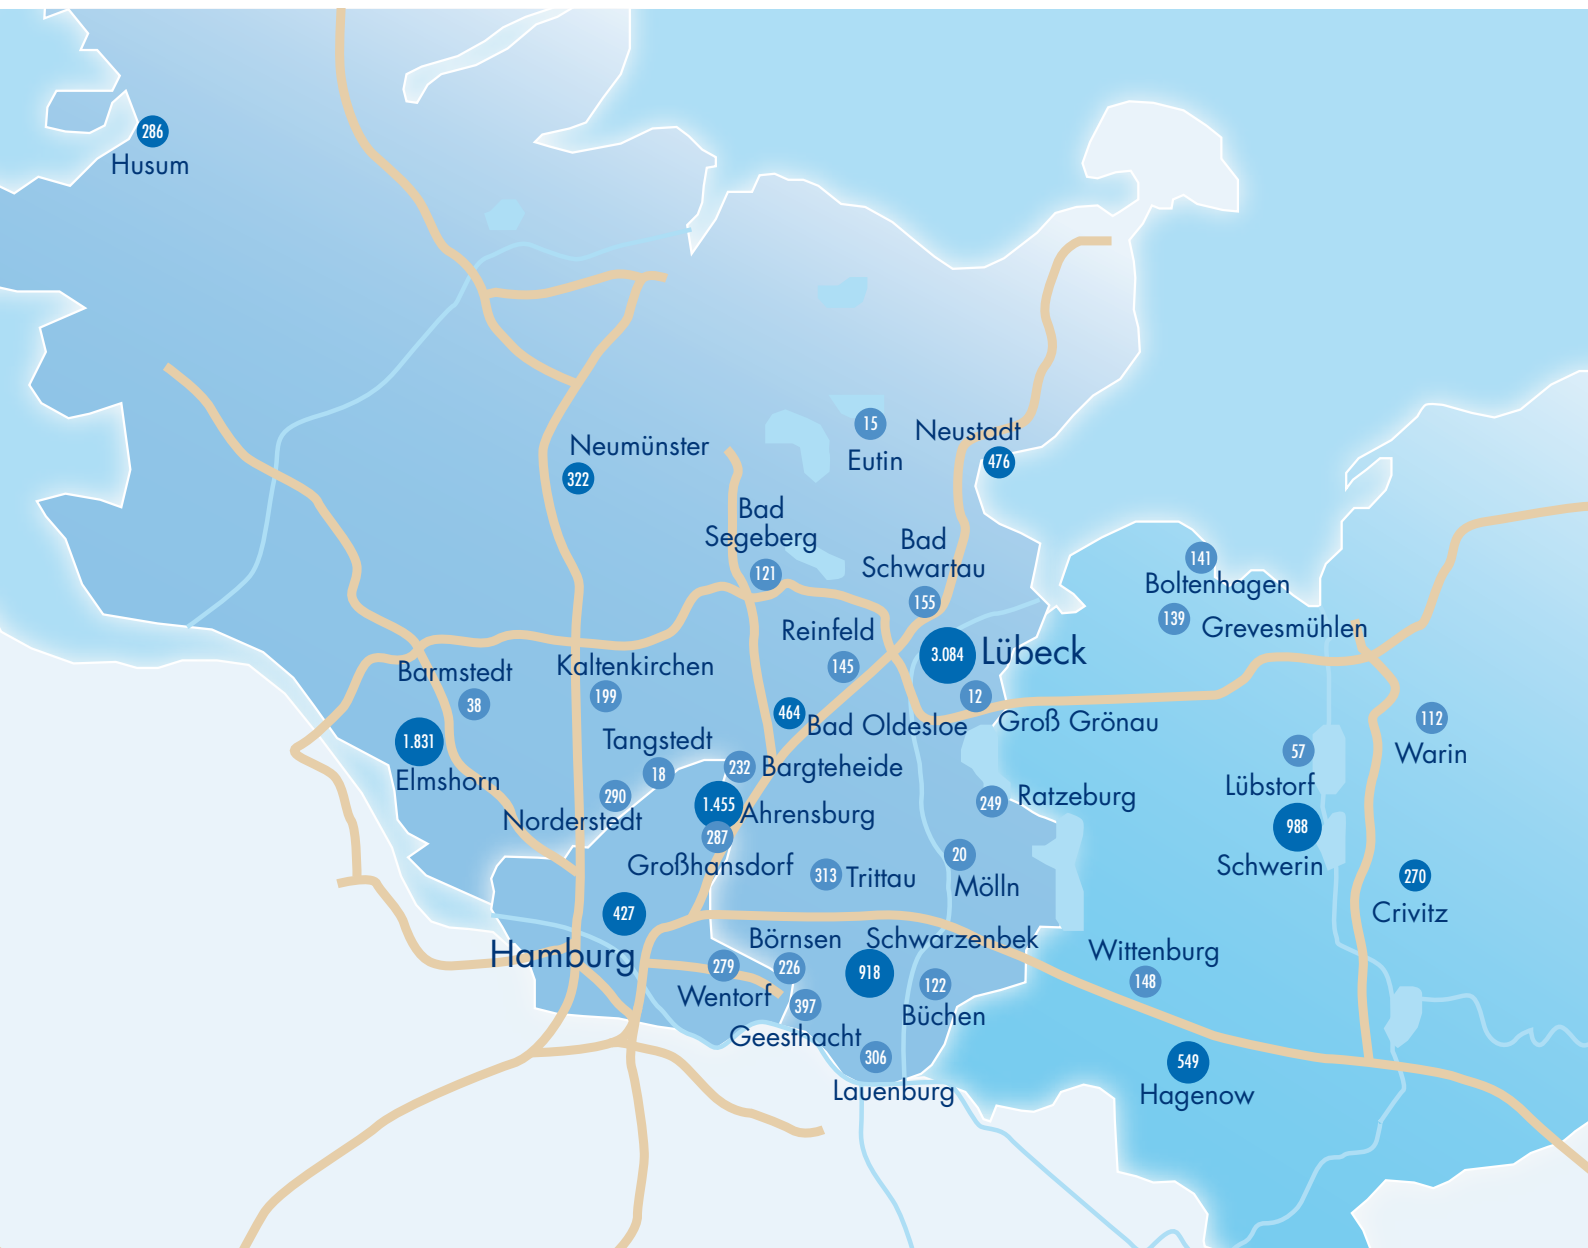 286
Husum
Neumünster
322
15
Eutin
Neustadt
476
Bad
Segeberg
121
Bad
Schwartau
155
141
Boltenhagen
139
Grevesmühlen
Reinfeld
145
3.084
Lübeck
12
Groß Grönau
Barmstedt
38
Kaltenkirchen
199
464
Bad Oldesloe
112
Warin
1.831
Elmshorn
Tangstedt
18
232
Bargteheide
57
Lübstorf
290
Norderstedt
1.455
Ahrensburg
249
Ratzeburg
988
Schwerin
287
Großhansdorf
313
Trittau
20
Mölln
270
Crivitz
427
Hamburg
Börnsen
226
Schwarzenbek
918
Wittenburg
148
279
Wentorf
397
Geesthacht
122
Büchen
306
Lauenburg
549
Hagenow